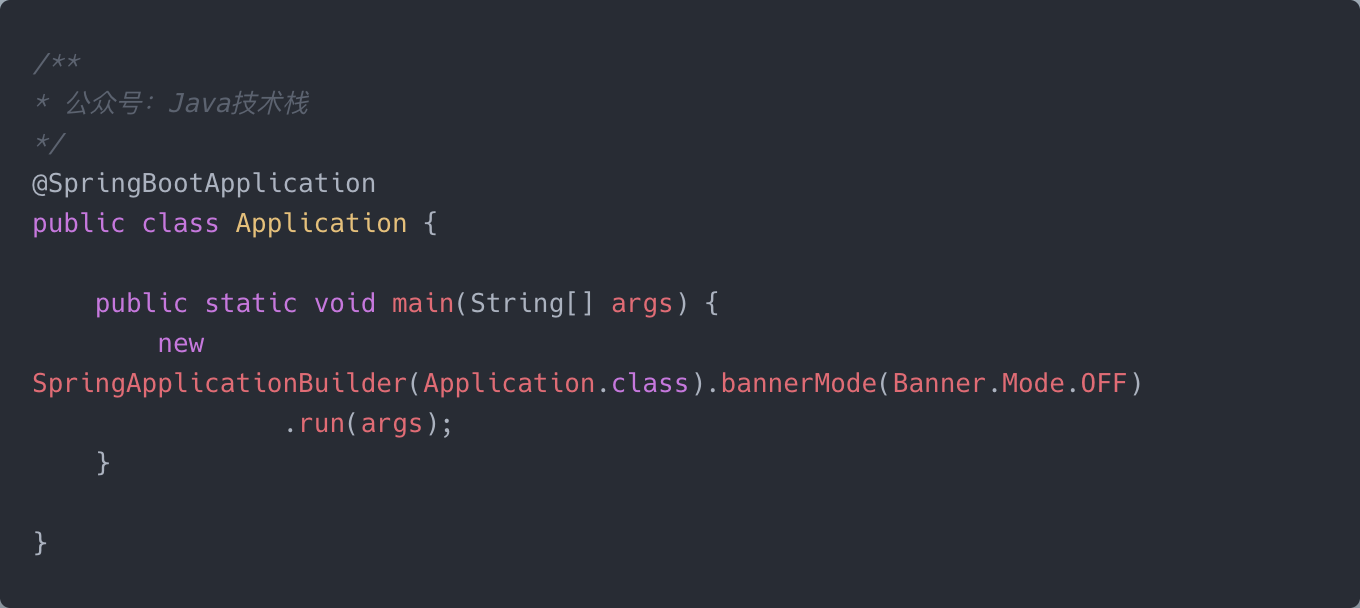 /**
* 公众号：Java技术栈
*/
@SpringBootApplication
public class Application {
    public static void main(String[] args) {
        new
SpringApplicationBuilder(Application.class).bannerMode(Banner.Mode.OFF)
                .run(args);
    }
}